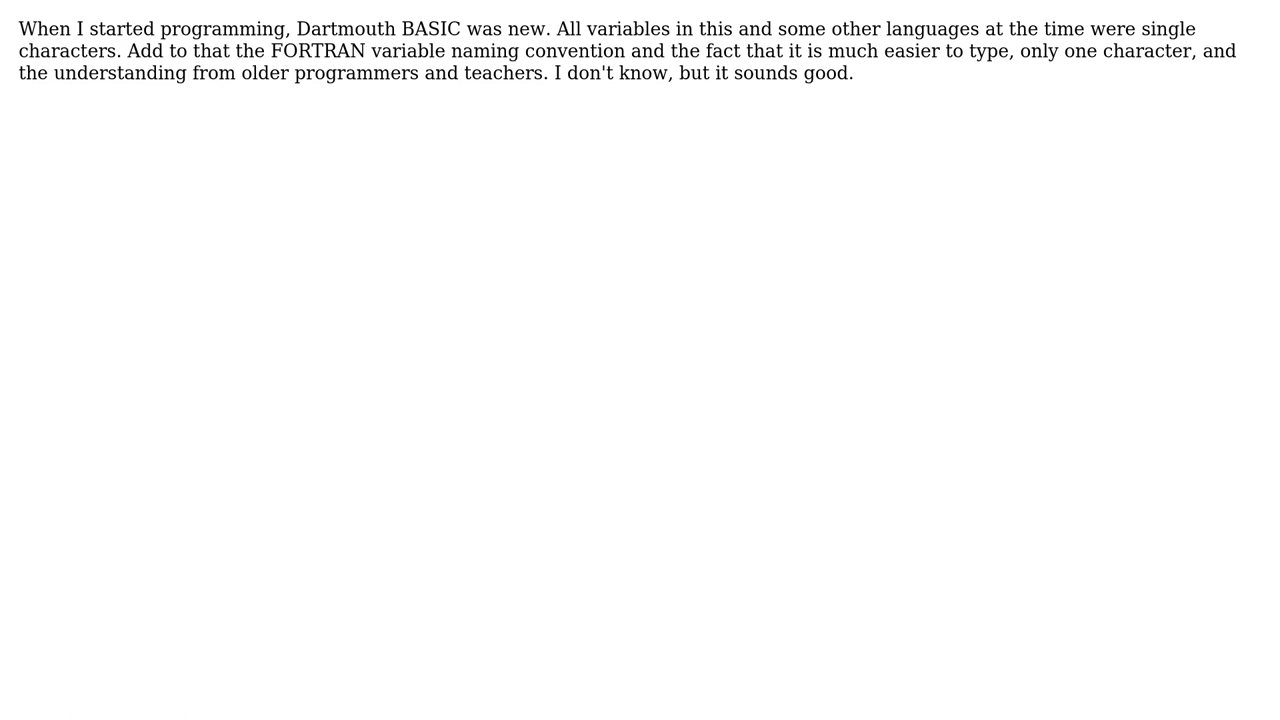 When I started programming, Dartmouth BASIC was new. All variables in this and some other languages at the time were single
characters. Add to that the FORTRAN variable naming convention and the fact that it is much easier to type, only one character, and
the understanding from older programmers and teachers. I don't know, but it sounds good.